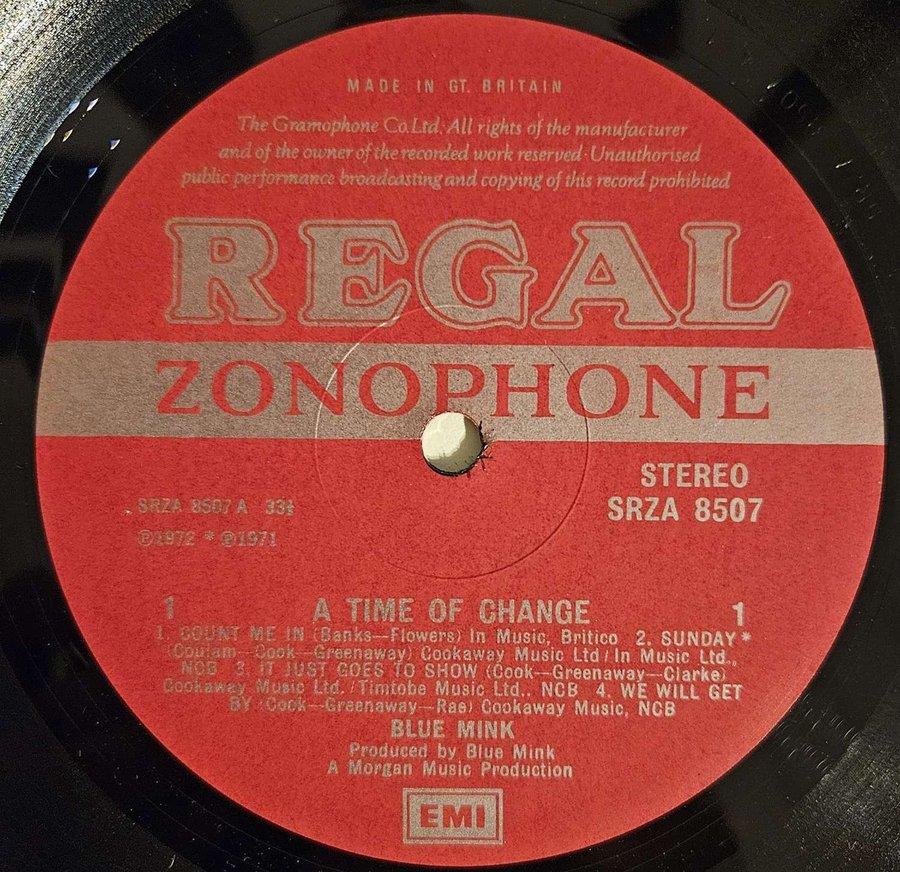 MADE IN GT. BRITAIN
The Gramophone Co. Ltd. All rights of the manufacturer
and of the owner of the recorded work reserved · Unauthorised
public performance broadcasting and copying of this record prohibited
REGAL
ZONOPHONE
STEREO
SRZA 8507
SRZA 8507 A 33⅓
℗1972 * ℗1971
1 A TIME OF CHANGE 1
1. COUNT ME IN (Banks—Flowers) In Music, Britico 2. SUNDAY*
(Coulam—Cook—Greenaway) Cookaway Music Ltd/In Music Ltd.,
NCB 3. IT JUST GOES TO SHOW (Cook—Greenaway—Clarke)
Cookaway Music Ltd./Timtobe Music Ltd.. NCB 4. WE WILL GET
BY (Cook—Greenaway—Rae) Cookaway Music, NCB
BLUE MINK
Produced by Blue Mink
A Morgan Music Production
EMI